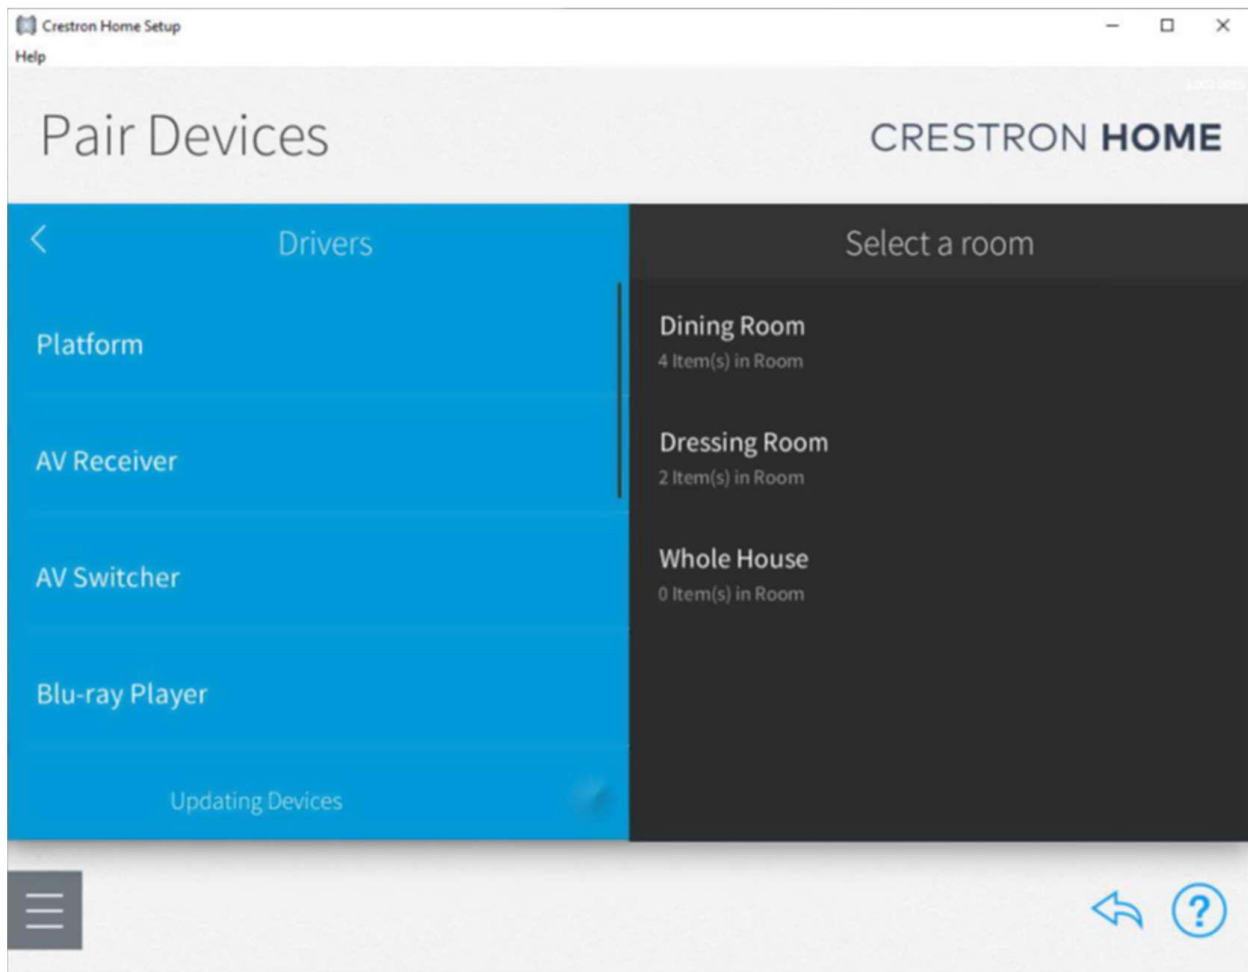 Crestron Home Setup
Help
Pair Devices
CRESTRON HOME
Drivers
Select a room
Platform
AV Receiver
AV Switcher
Blu-ray Player
Updating Devices
Dining Room
4 Item(s) in Room
Dressing Room
2 Item(s) in Room
Whole House
0 Item(s) in Room
?